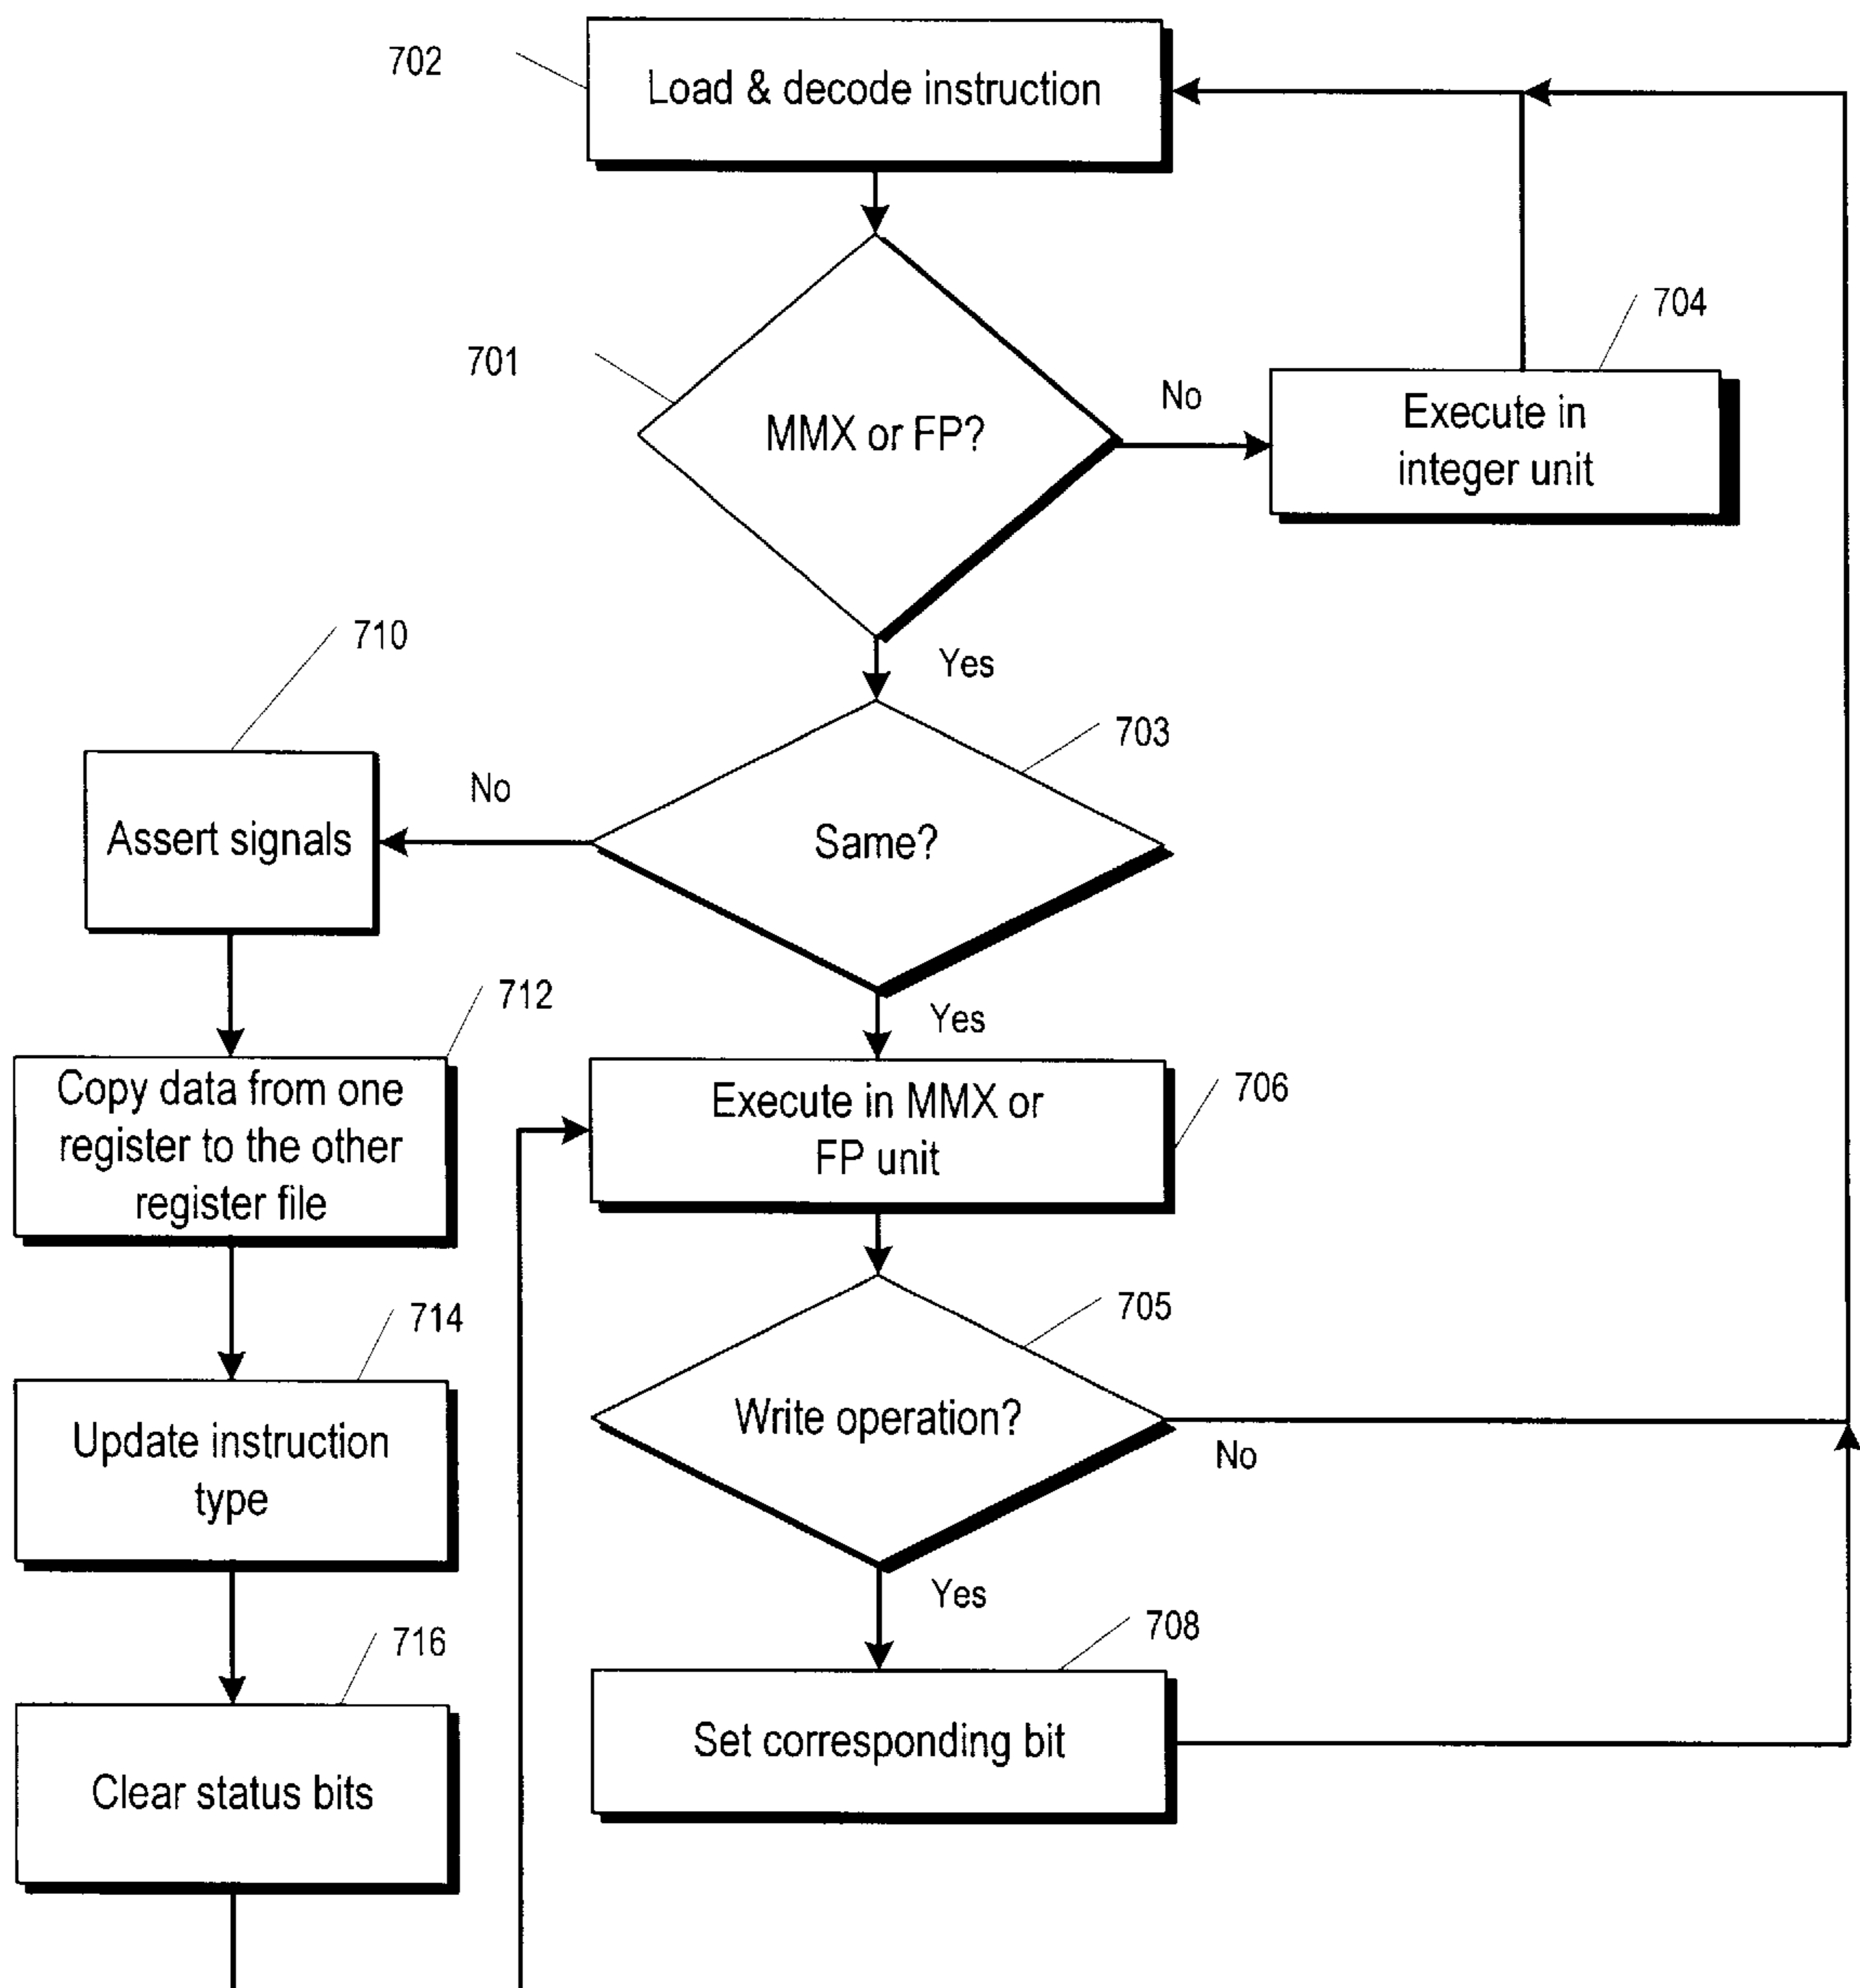 702
Load & decode instruction
701
MMX or FP?
No
704
Execute in
integer unit
Yes
710
703
Assert signals
No
Same?
Yes
712
Copy data from one
register to the other
register file
706
Execute in MMX or
FP unit
714
Update instruction
type
705
Write operation?
No
Yes
716
Clear status bits
708
Set corresponding bit